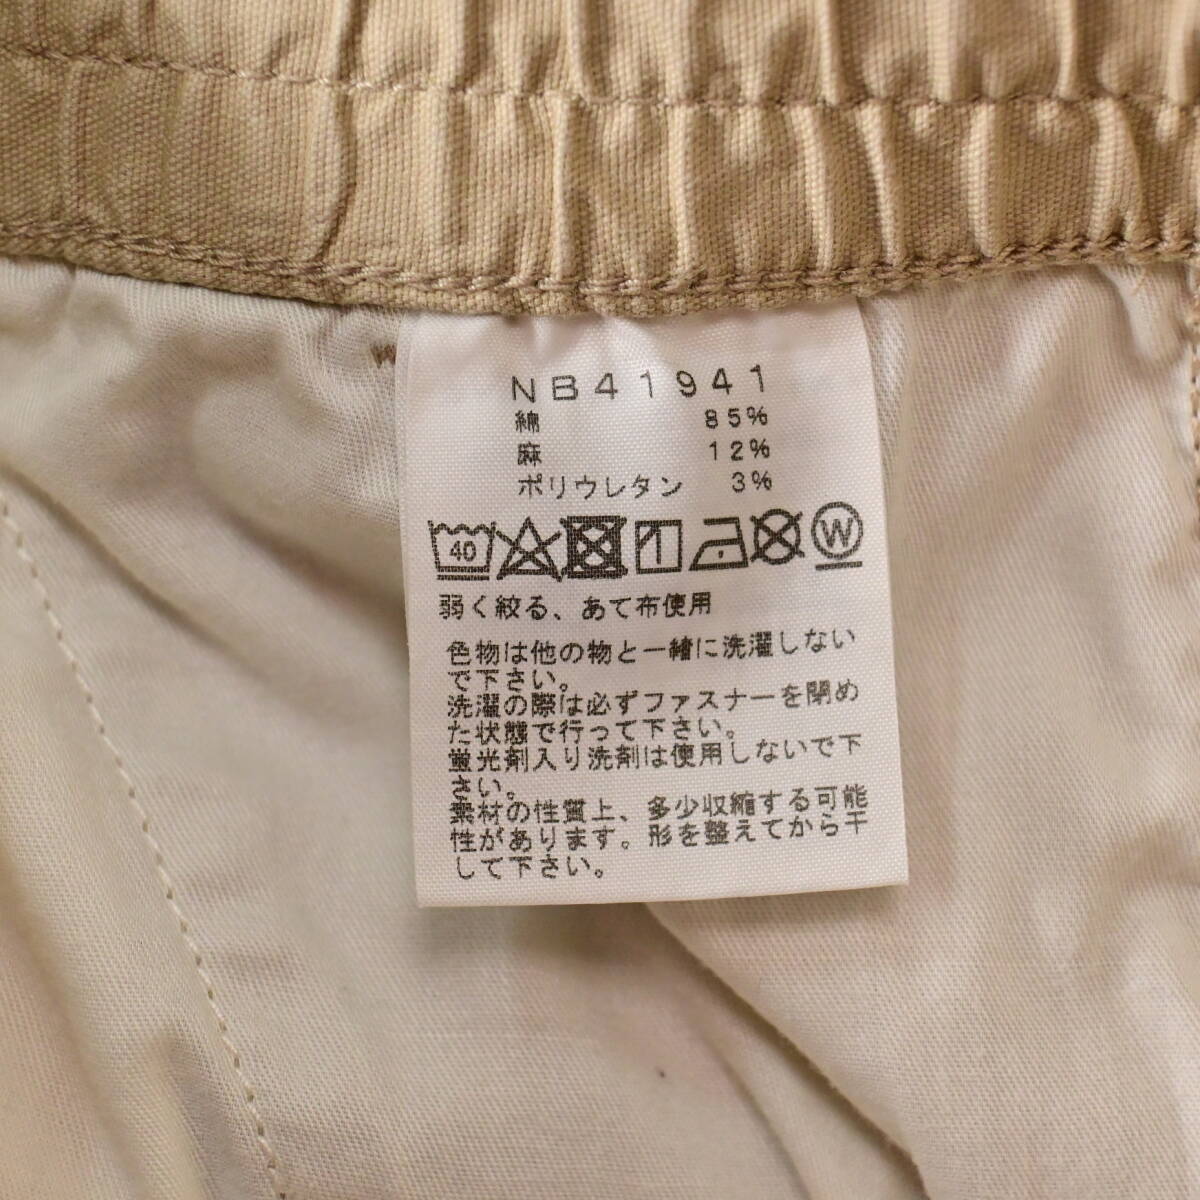 NB41941
綿 85%
麻 12%
ポリウレタン 3%
40 W
弱く絞る、あて布使用
色物は他の物と一緒に洗濯しない
で下さい。
洗濯の際は必ずファスナーを閉め
た状態で行って下さい。
蛍光剤入り洗剤は使用しないで下
さい。
素材の性質上、多少収縮する可能
性があります。形を整えてから干
して下さい。